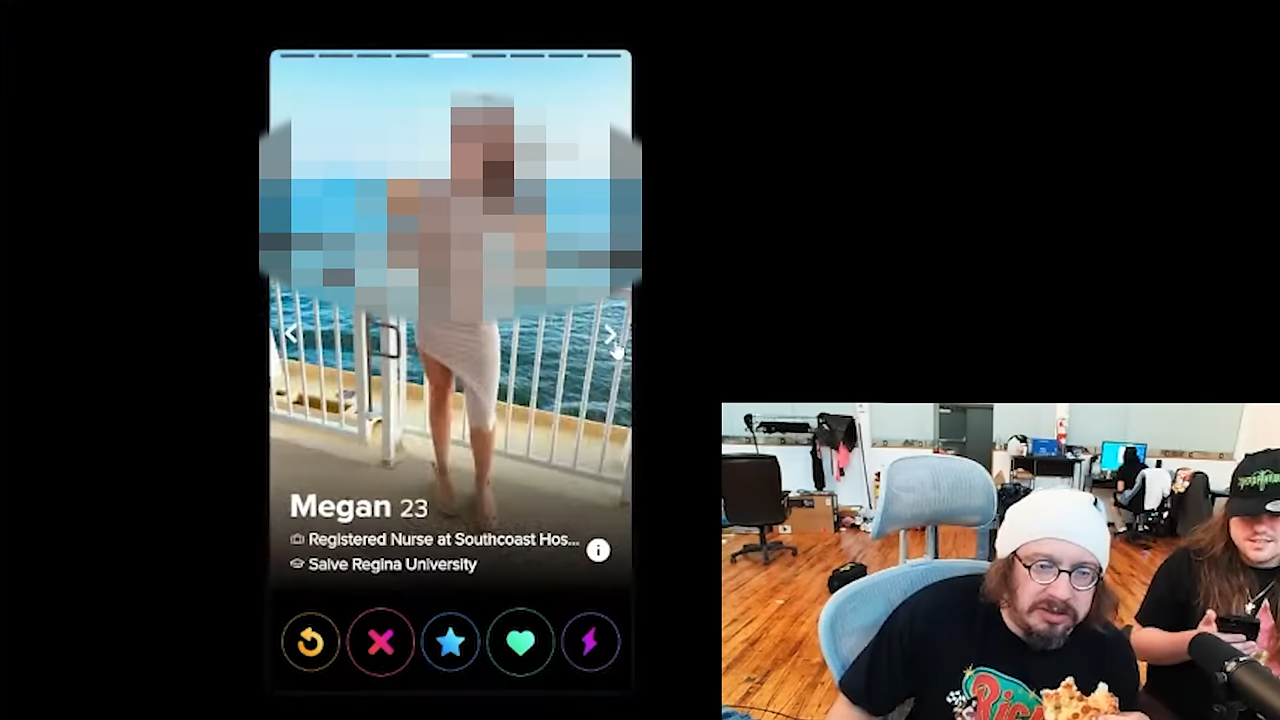 Megan 23
Registered Nurse at Southcoast Hos...
Salve Regina University